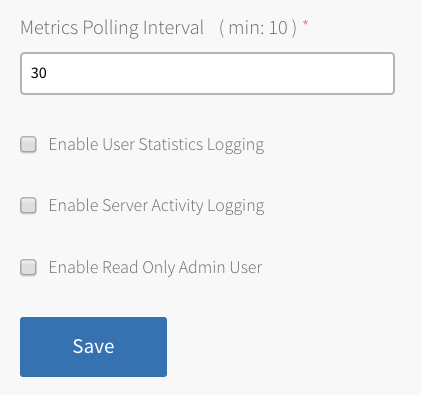 Metrics Polling Interval ( min: 10 ) *
30
Enable User Statistics Logging
Enable Server Activity Logging
Enable Read Only Admin User
Save